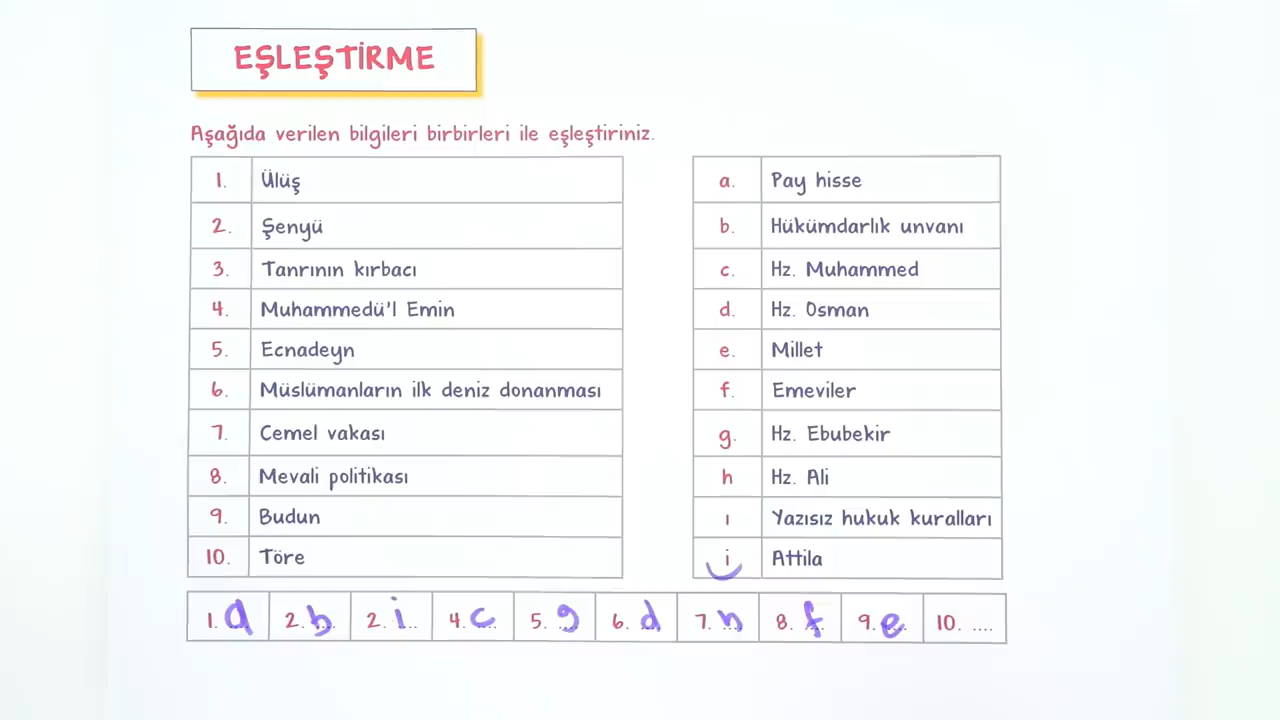 EŞLEŞTİRME
Aşağıda verilen bilgileri birbirleri ile eşleştiriniz.
1. Ülüş
2. Şenyü
3. Tanrının kırbacı
4. Muhammedü'l Emin
5. Ecnadeyn
6. Müslümanların ilk deniz donanması
7. Cemel vakası
8. Mevali politikası
9. Budun
10. Töre
a. Pay hisse
b. Hükümdarlık unvanı
c. Hz. Muhammed
d. Hz. Osman
e. Millet
f. Emeviler
g. Hz. Ebubekir
h Hz. Ali
ı Yazısız hukuk kuralları
i Attila
1. a 2. b 2. i 4. c 5. g 6. d 7. h 8. f 9. e 10. ....